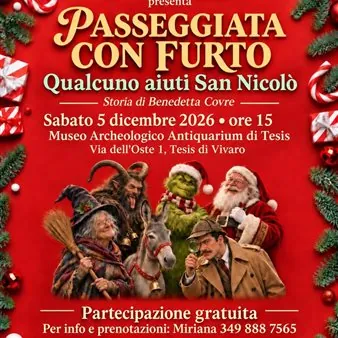 presenta
PASSEGGIATA
CON FURTO
Qualcuno aiuti San Nicolò
Storia di Benedetta Covre
Sabato 5 dicembre 2026 • ore 15
Museo Archeologico Antiquarium di Tesis
Via dell'Oste 1, Tesis di Vivaro
Partecipazione gratuita
Per info e prenotazioni: Miriana 349 888 7565